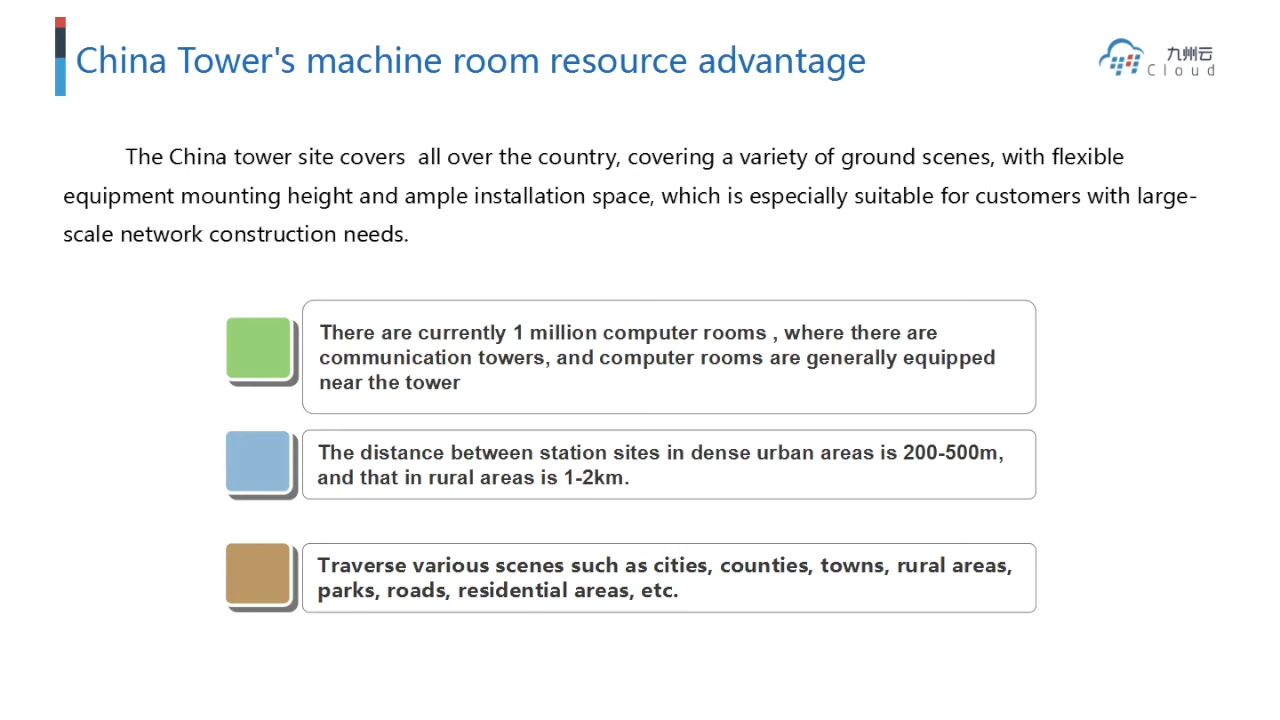 China Tower's machine room resource advantage
九州云
Cloud
The China tower site covers  all over the country, covering a variety of ground scenes, with flexible
equipment mounting height and ample installation space, which is especially suitable for customers with large-
scale network construction needs.
There are currently 1 million computer rooms , where there are
communication towers, and computer rooms are generally equipped
near the tower
The distance between station sites in dense urban areas is 200-500m,
and that in rural areas is 1-2km.
Traverse various scenes such as cities, counties, towns, rural areas,
parks, roads, residential areas, etc.